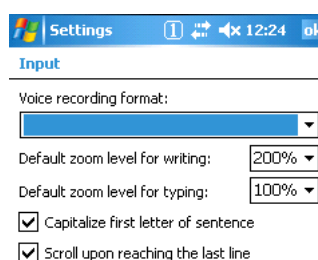 Settings 1 12:24
Input
Voice recording format:
Default zoom level for writing: 200%
Default zoom level for typing: 100%
Capitalize first letter of sentence
Scroll upon reaching the last line